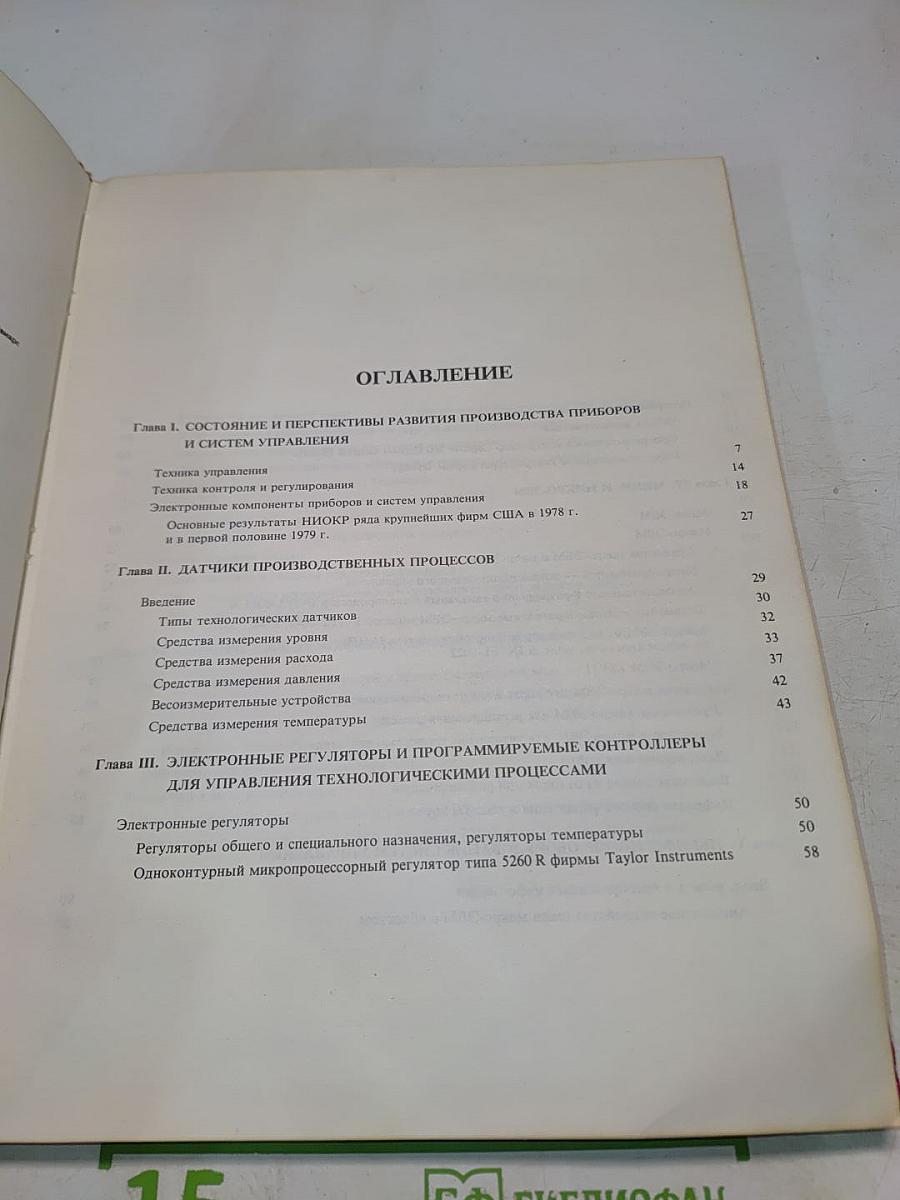 ОГЛАВЛЕНИЕ
Глава I. СОСТОЯНИЕ И ПЕРСПЕКТИВЫ РАЗВИТИЯ ПРОИЗВОДСТВА ПРИБОРОВ
И СИСТЕМ УПРАВЛЕНИЯ
Техника управления 7
Техника контроля и регулирования 14
Электронные компоненты приборов и систем управления 18
Основные результаты НИОКР ряда крупнейших фирм США в 1978 г.
и в первой половине 1979 г. 27
Глава II. ДАТЧИКИ ПРОИЗВОДСТВЕННЫХ ПРОЦЕССОВ
Введение 29
Типы технологических датчиков 30
Средства измерения уровня 32
Средства измерения расхода 33
Средства измерения давления 37
Весоизмерительные устройства 42
Средства измерения температуры 43
Глава III. ЭЛЕКТРОННЫЕ РЕГУЛЯТОРЫ И ПРОГРАММИРУЕМЫЕ КОНТРОЛЛЕРЫ
ДЛЯ УПРАВЛЕНИЯ ТЕХНОЛОГИЧЕСКИМИ ПРОЦЕССАМИ
Электронные регуляторы 50
Регуляторы общего и специального назначения, регуляторы температуры 50
Одноконтурный микропроцессорный регулятор типа 5260 R фирмы Taylor Instruments 58
15
БФ БИБЛИОФАН